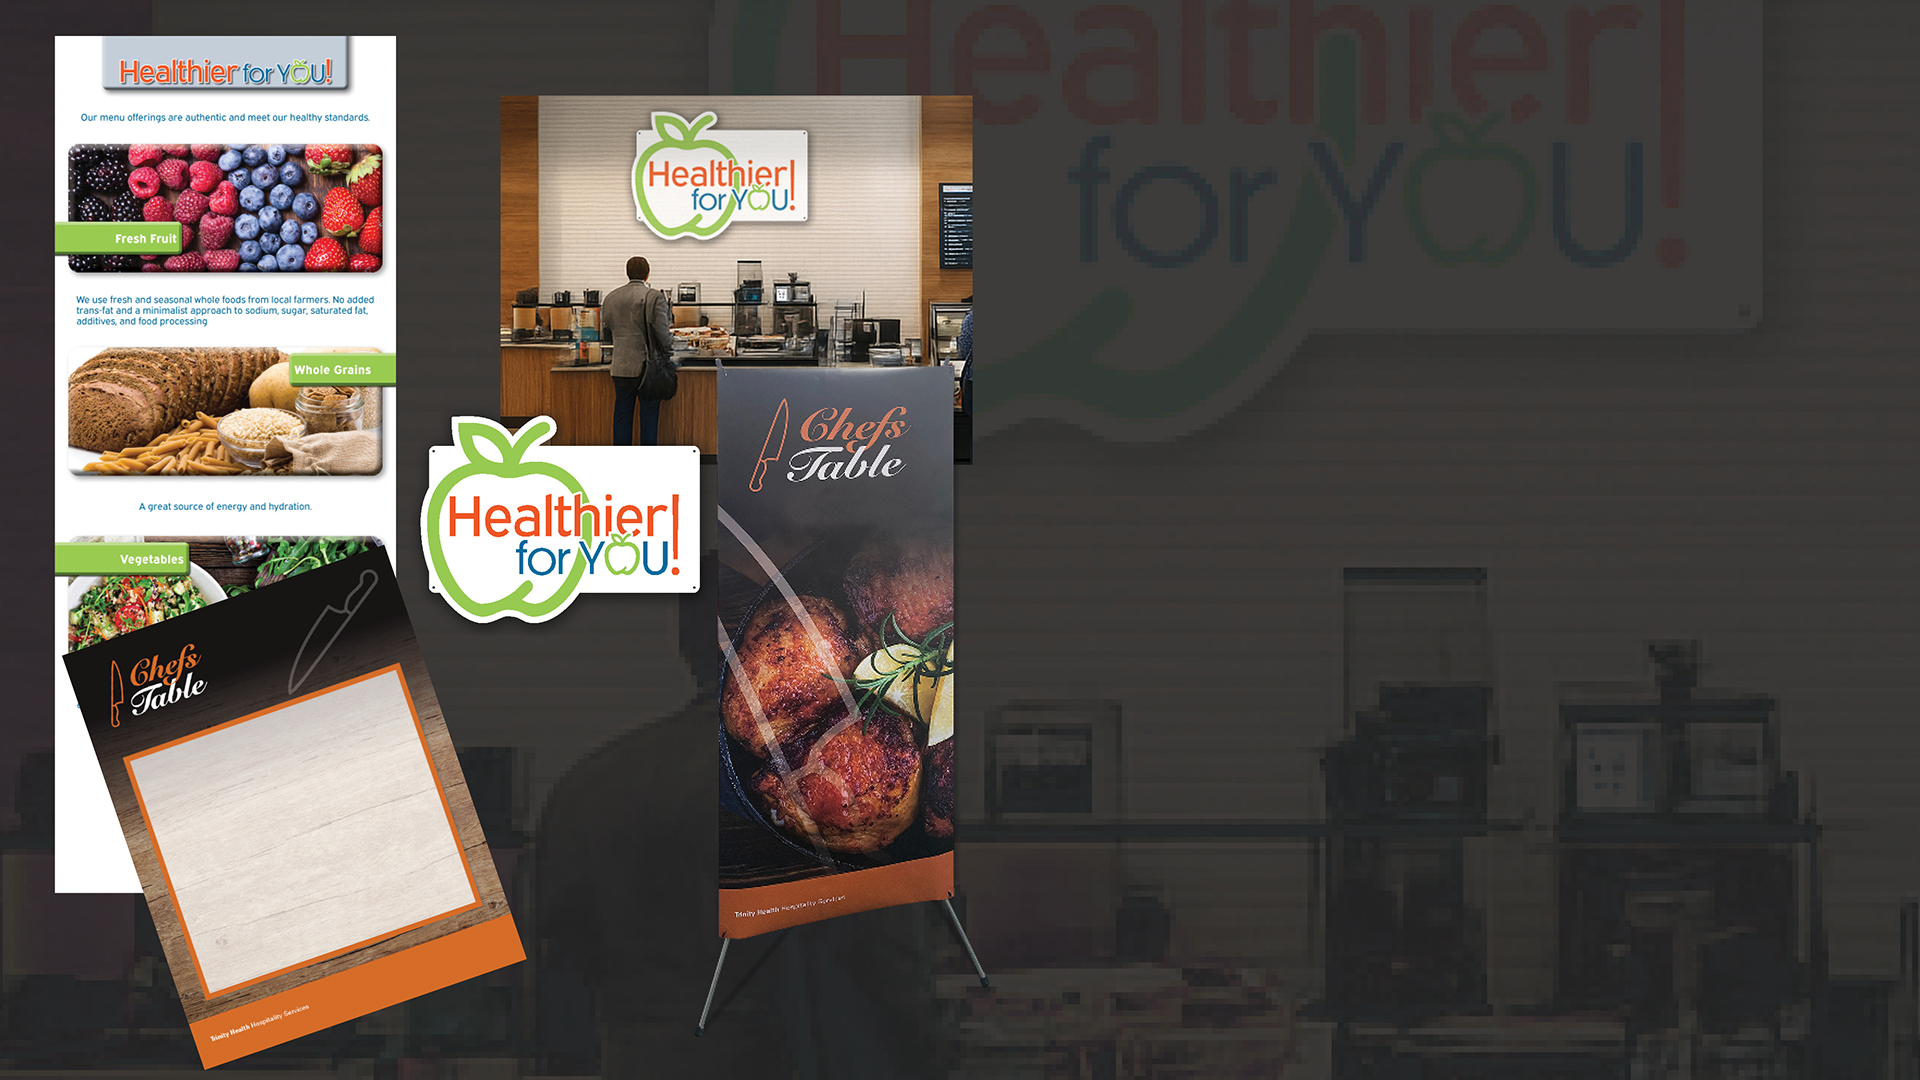 Healthier for YOU!
Our menu offerings are authentic and meet our healthy standards.
Fresh Fruit
We use fresh and seasonal whole foods from local farmers. No added
trans-fat and a minimalist approach to sodium, sugar, saturated fat,
additives, and food processing
Whole Grains
A great source of energy and hydration.
Vegetables
Chefs
&
Table
Trinity Health Hospitality Services
Healthier!
for YOU!
Healthier!
for YOU!
Chefs
&
Table
Trinity Health Hospitality Services
Healthier!
for YOU!